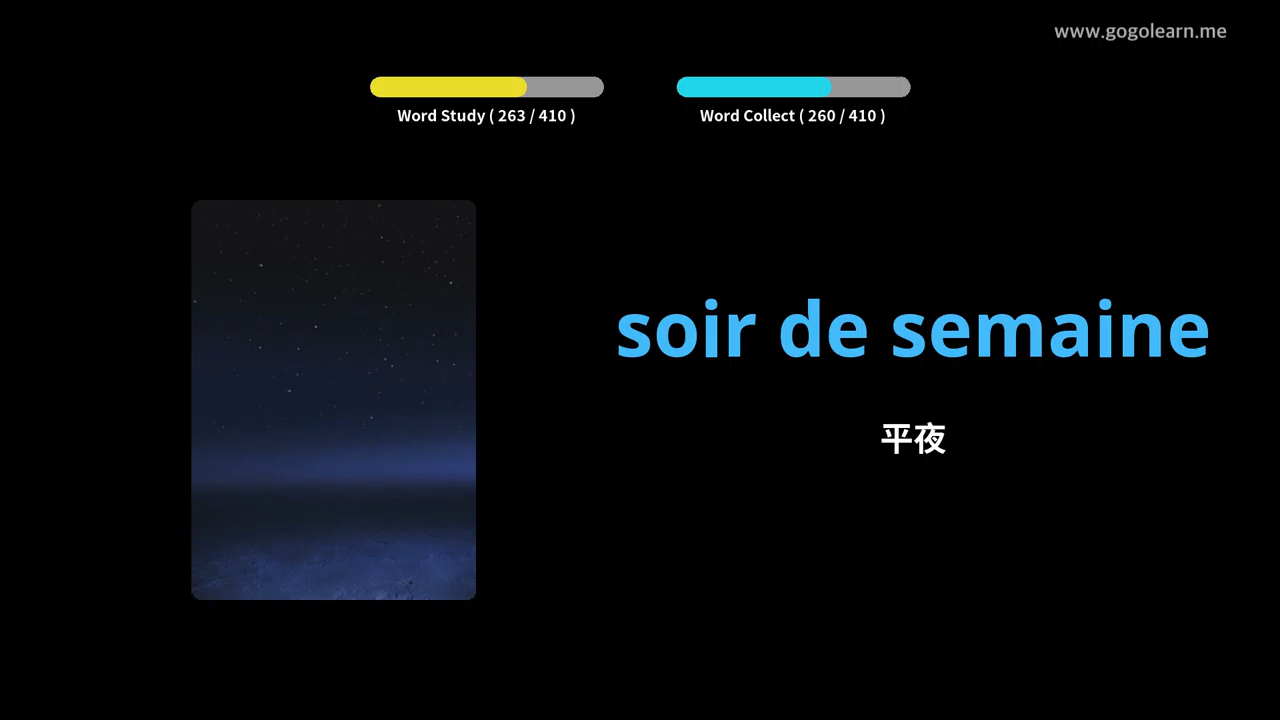 www.gogolearn.me
Word Study ( 263 / 410 )
Word Collect ( 260 / 410 )
soir de semaine
平夜